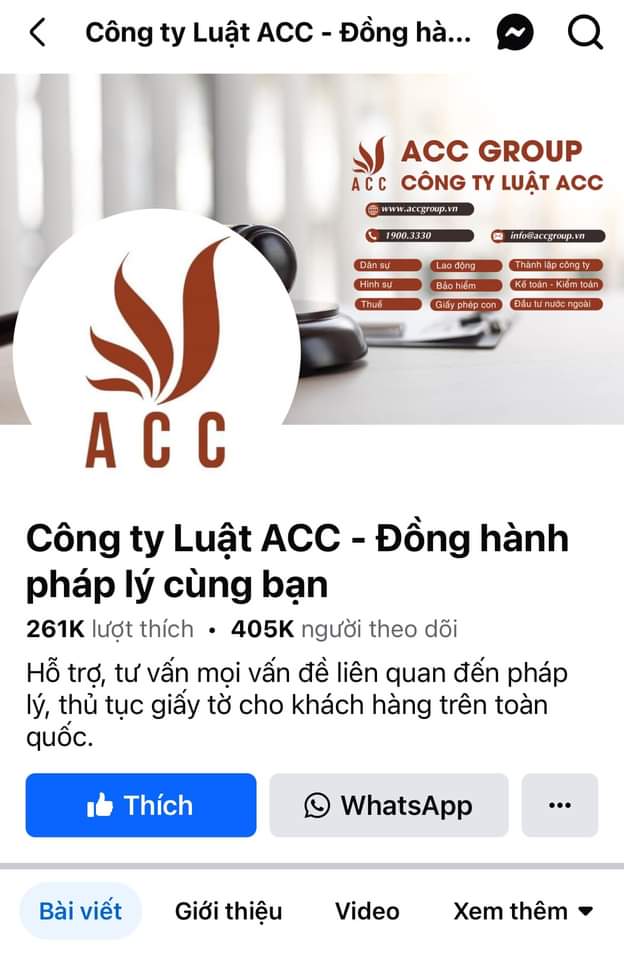 Công ty Luật ACC - Đồng hà...
ACC GROUP
ACC CÔNG TY LUẬT ACC
www.accgroup.vn
1900.3330 info@accgroup.vn
Dân sự Lao động Thành lập công ty
Hình sự Bảo hiểm Kế toán - Kiểm toán
Thuế Giấy phép con Đầu tư nước ngoài
ACC
Công ty Luật ACC - Đồng hành
pháp lý cùng bạn
261K lượt thích • 405K người theo dõi
Hỗ trợ, tư vấn mọi vấn đề liên quan đến pháp
lý, thủ tục giấy tờ cho khách hàng trên toàn
quốc.
Thích WhatsApp ...
Bài viết Giới thiệu Video Xem thêm